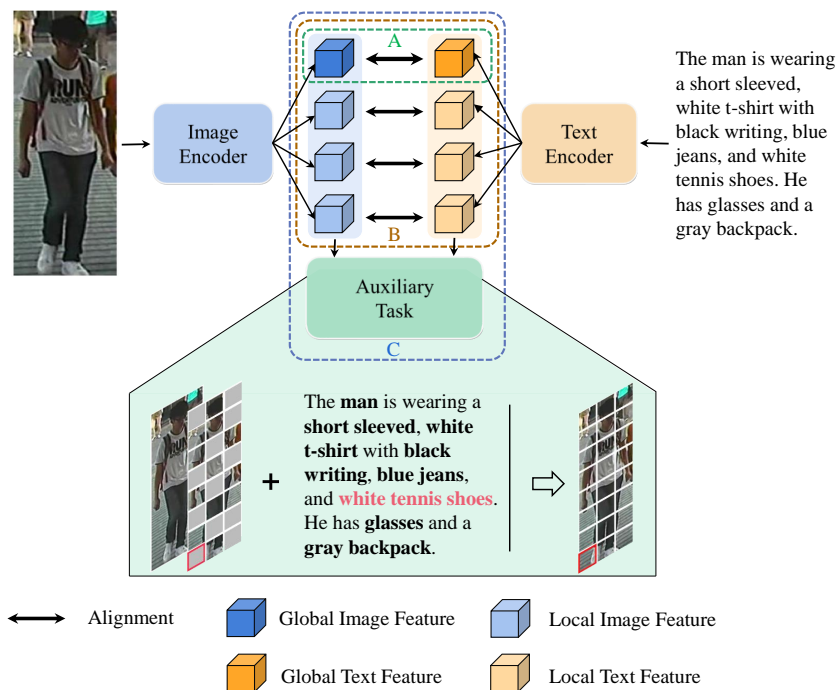 A
RUN
Image
Encoder
Text
Encoder
The man is wearing
a short sleeved,
white t-shirt with
black writing, blue
jeans, and white
tennis shoes. He
has glasses and a
gray backpack.
B
Auxiliary
Task
C
The man is wearing a
short sleeved, white
t-shirt with black
writing, blue jeans,
and white tennis shoes.
He has glasses and a
gray backpack.
+
Alignment
Global Image Feature
Local Image Feature
Global Text Feature
Local Text Feature